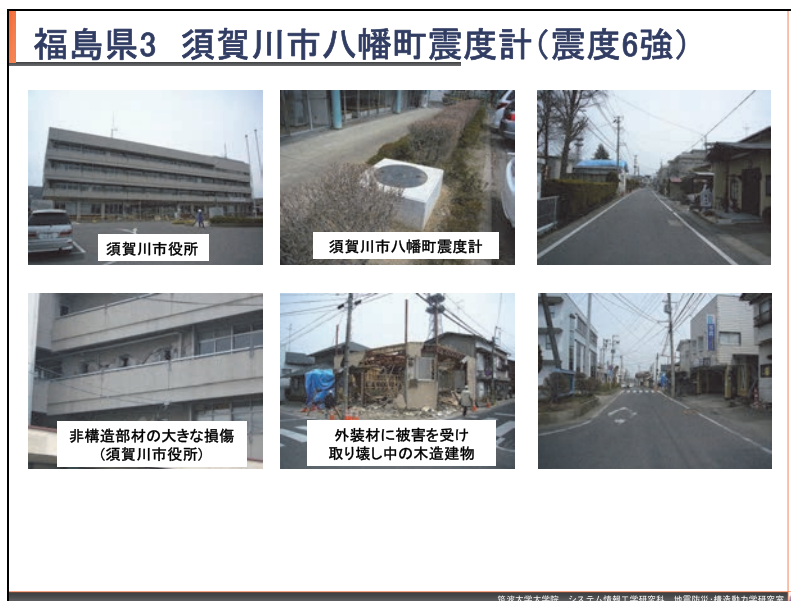 福島県3　須賀川市八幡町震度計（震度6強）
須賀川市役所
須賀川市八幡町震度計
非構造部材の大きな損傷
(須賀川市役所)
外装材に被害を受け
取り壊し中の木造建物
筑波大学大学院　システム情報工学研究科　地震防災・構造動力学研究室